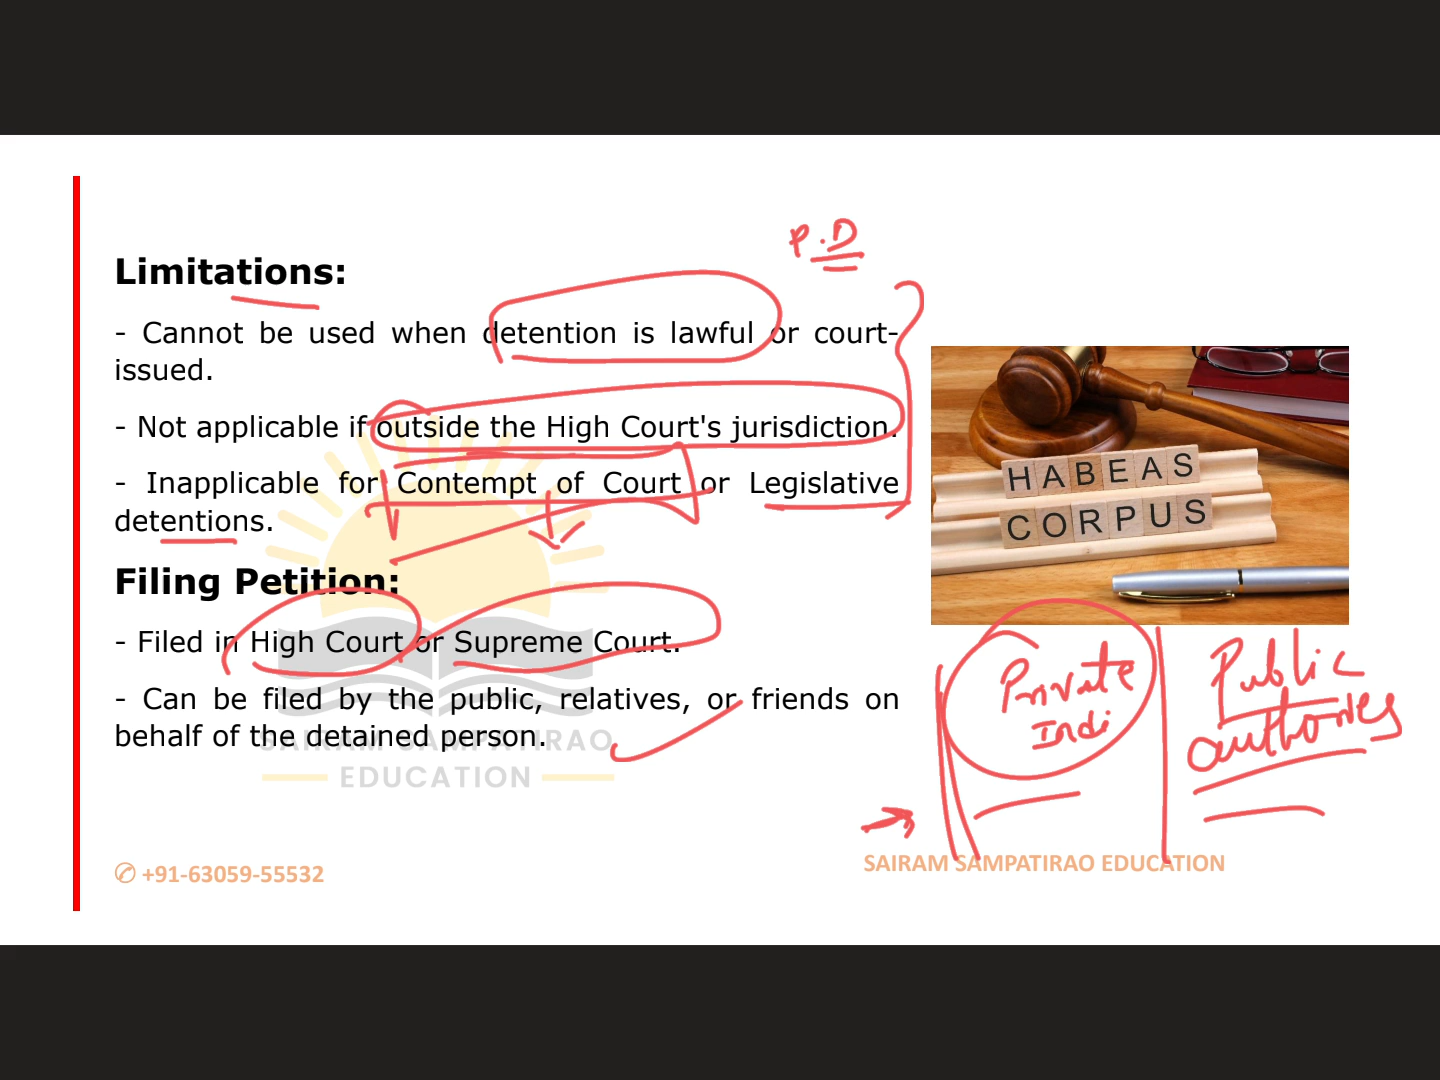 P.D
Limitations:
- Cannot be used when detention is lawful or court-
issued.
- Not applicable if outside the High Court's jurisdiction.
- Inapplicable for Contempt of Court or Legislative
detentions.
Filing Petition:
- Filed in High Court or Supreme Court.
- Can be filed by the public, relatives, or friends on
behalf of the detained person.
SAIRAM SAMPATIRAO
EDUCATION
HABEAS
CORPUS
Private
Indi
Public
authories
✆ +91-63059-55532
SAIRAM SAMPATIRAO EDUCATION